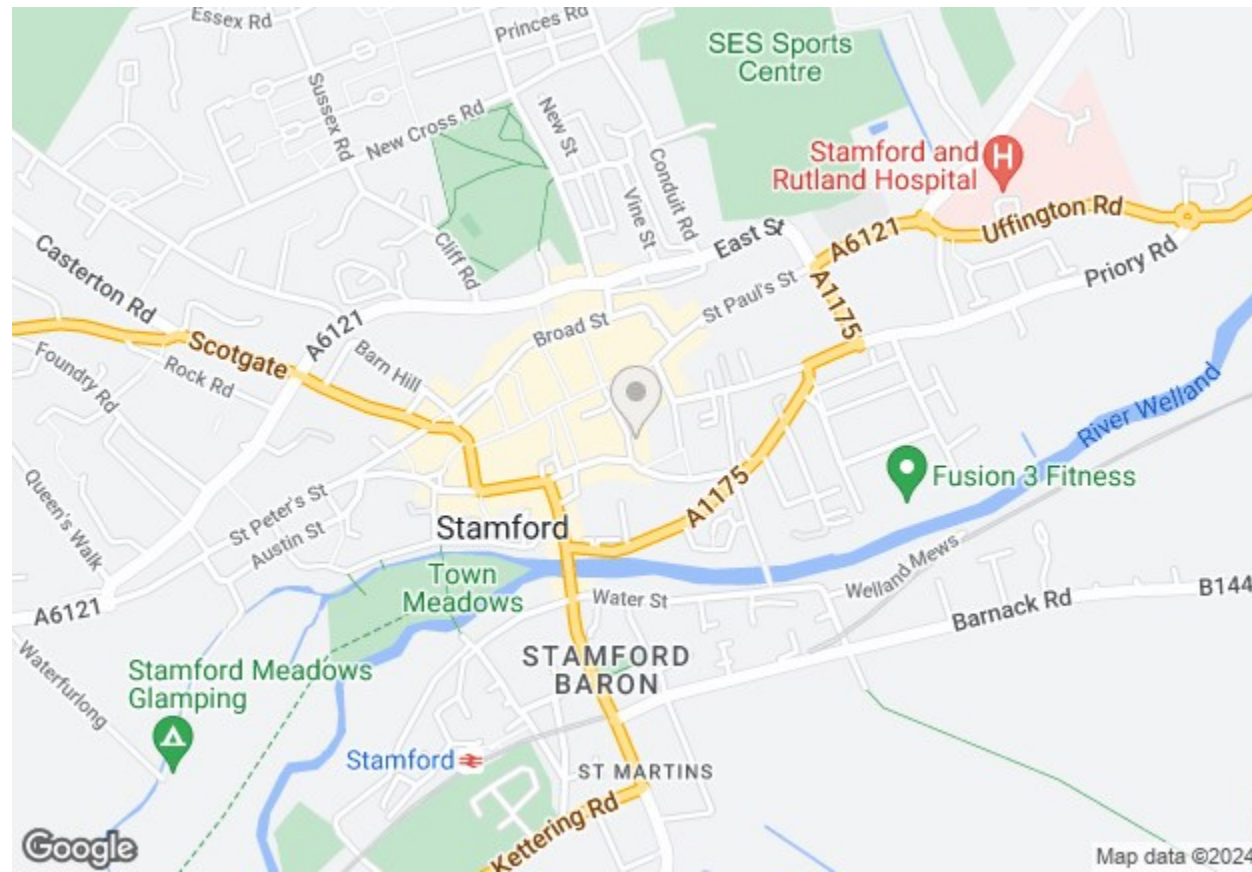 Essex Rd
Princes Rd
SES Sports
Centre
Sussex Rd
New Cross Rd
New St
Conduit Rd
Vine St
Stamford and
Rutland Hospital
H
Uffington Rd
A6121
East St
Cliff Rd
Casterton Rd
Priory Rd
St Paul's St
A1175
A6121
Broad St
Scotgate
Barn Hill
Rock Rd
Foundry Rd
River Welland
Fusion 3 Fitness
Queen's Walk
St Peter's St
A1175
Stamford
Austin St
Town
Meadows
Welland Mews
Water St
Barnack Rd
B144
A6121
STAMFORD
BARON
Waterfurlong
Stamford Meadows
Glamping
Stamford
ST MARTINS
Kettering Rd
Google
Map data ©2024